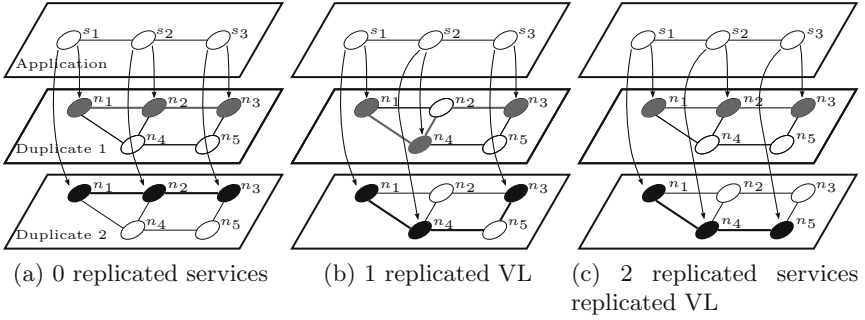 s1 s2 s3
Application
n1 n2 n3
n4 n5
Duplicate 1
n1 n2 n3
n4 n5
Duplicate 2
(a) 0 replicated services
s1 s2 s3
n1 n2 n3
n4 n5
n1 n2 n3
n4 n5
(b) 1 replicated VL
s1 s2 s3
n1 n2 n3
n4 n5
n1 n2 n3
n4 n5
(c) 2 replicated services
replicated VL